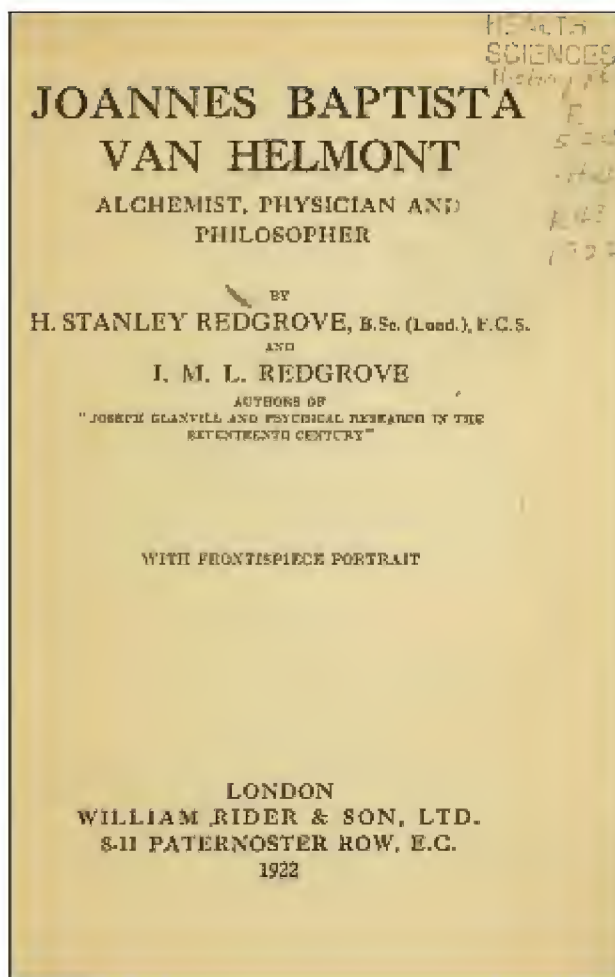 HEALTH
SCIENCES
JOANNES BAPTISTA
VAN HELMONT
ALCHEMIST, PHYSICIAN AND
PHILOSOPHER
BY
H. STANLEY REDGROVE, B.Sc. (Lond.), F.C.S.
AND
I. M. L. REDGROVE
AUTHORS OF
"JOSEPH GLANVILL AND PSYCHICAL RESEARCH IN THE
SEVENTEENTH CENTURY"
WITH FRONTISPIECE PORTRAIT
LONDON
WILLIAM RIDER & SON, LTD.
8-11 PATERNOSTER ROW, E.C.
1922